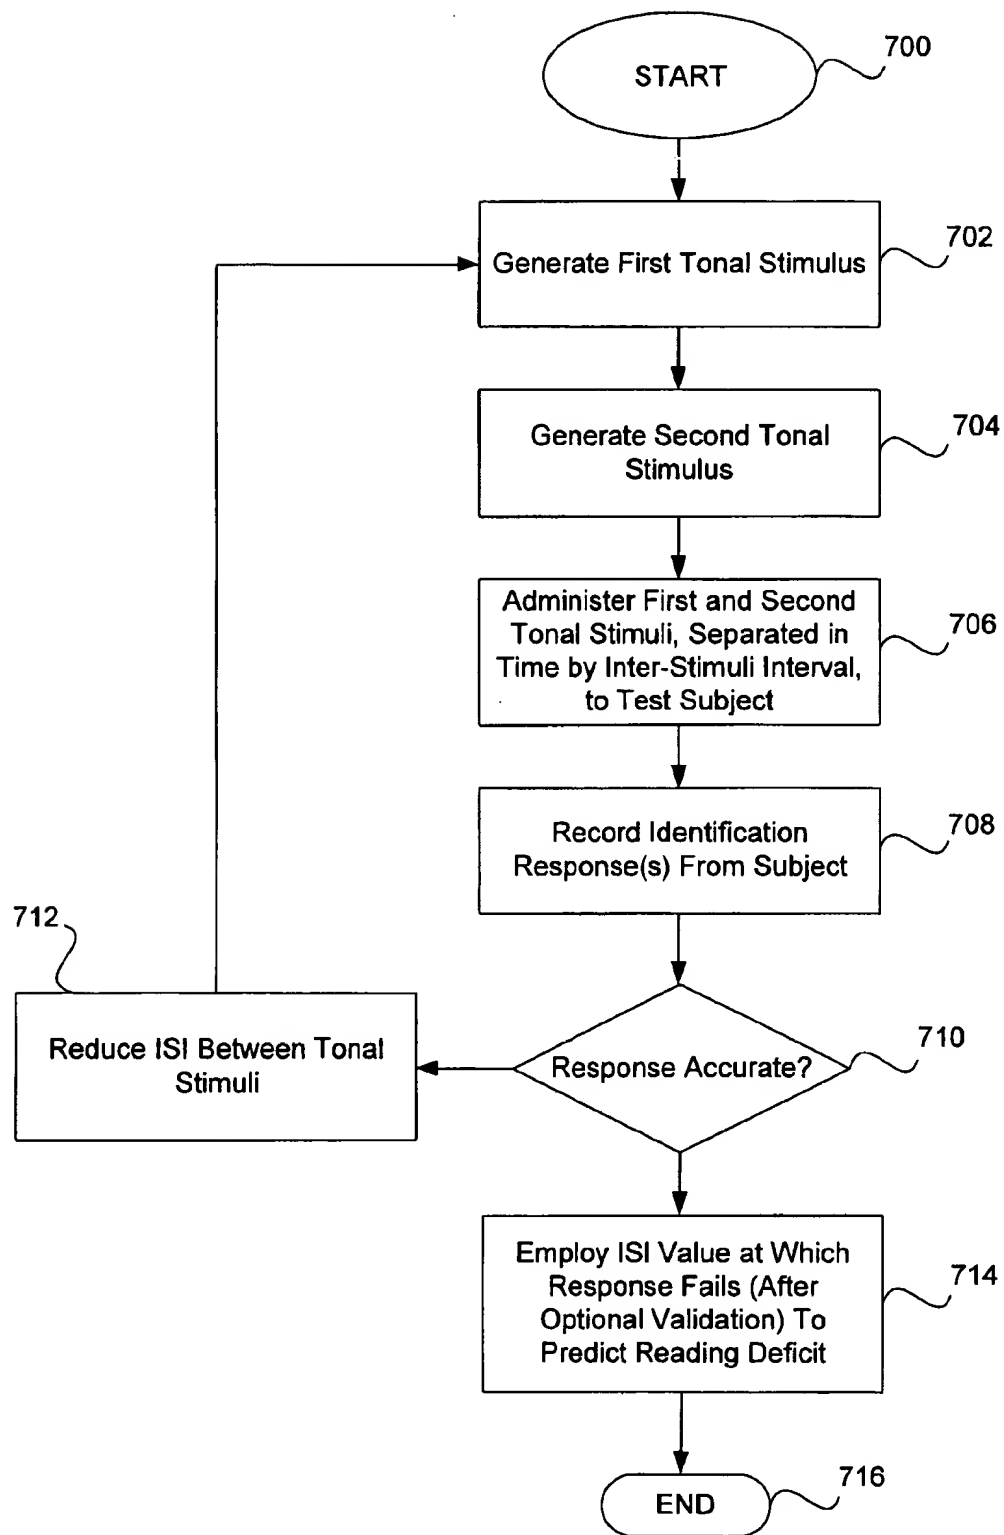 START
700
Generate First Tonal Stimulus
702
Generate Second Tonal
Stimulus
704
Administer First and Second
Tonal Stimuli, Separated in
Time by Inter-Stimuli Interval,
to Test Subject
706
Record Identification
Response(s) From Subject
708
712
Reduce ISI Between Tonal
Stimuli
Response Accurate?
710
Employ ISI Value at Which
Response Fails (After
Optional Validation) To
Predict Reading Deficit
714
END
716